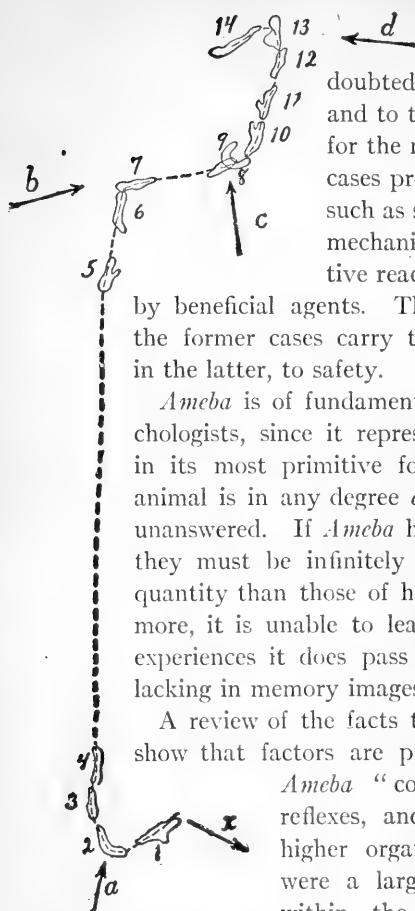 14
13
d
12
doubted
11
and to t
10
for the r
9
8
cases pr
7
b
6
c
such as s
mechani
5
tive reac
by beneficial agents. Th
the former cases carry t
in the latter, to safety.
Ameba is of fundament
chologists, since it repres
in its most primitive fo
animal is in any degree
unanswered. If Ameba h
they must be infinitely
quantity than those of h
more, it is unable to lea
experiences it does pass
lacking in memory images
A review of the facts t
show that factors are p
4
Ameba “co
3
reflexes, and
2
1
x
higher orga
a
were a larg
within the